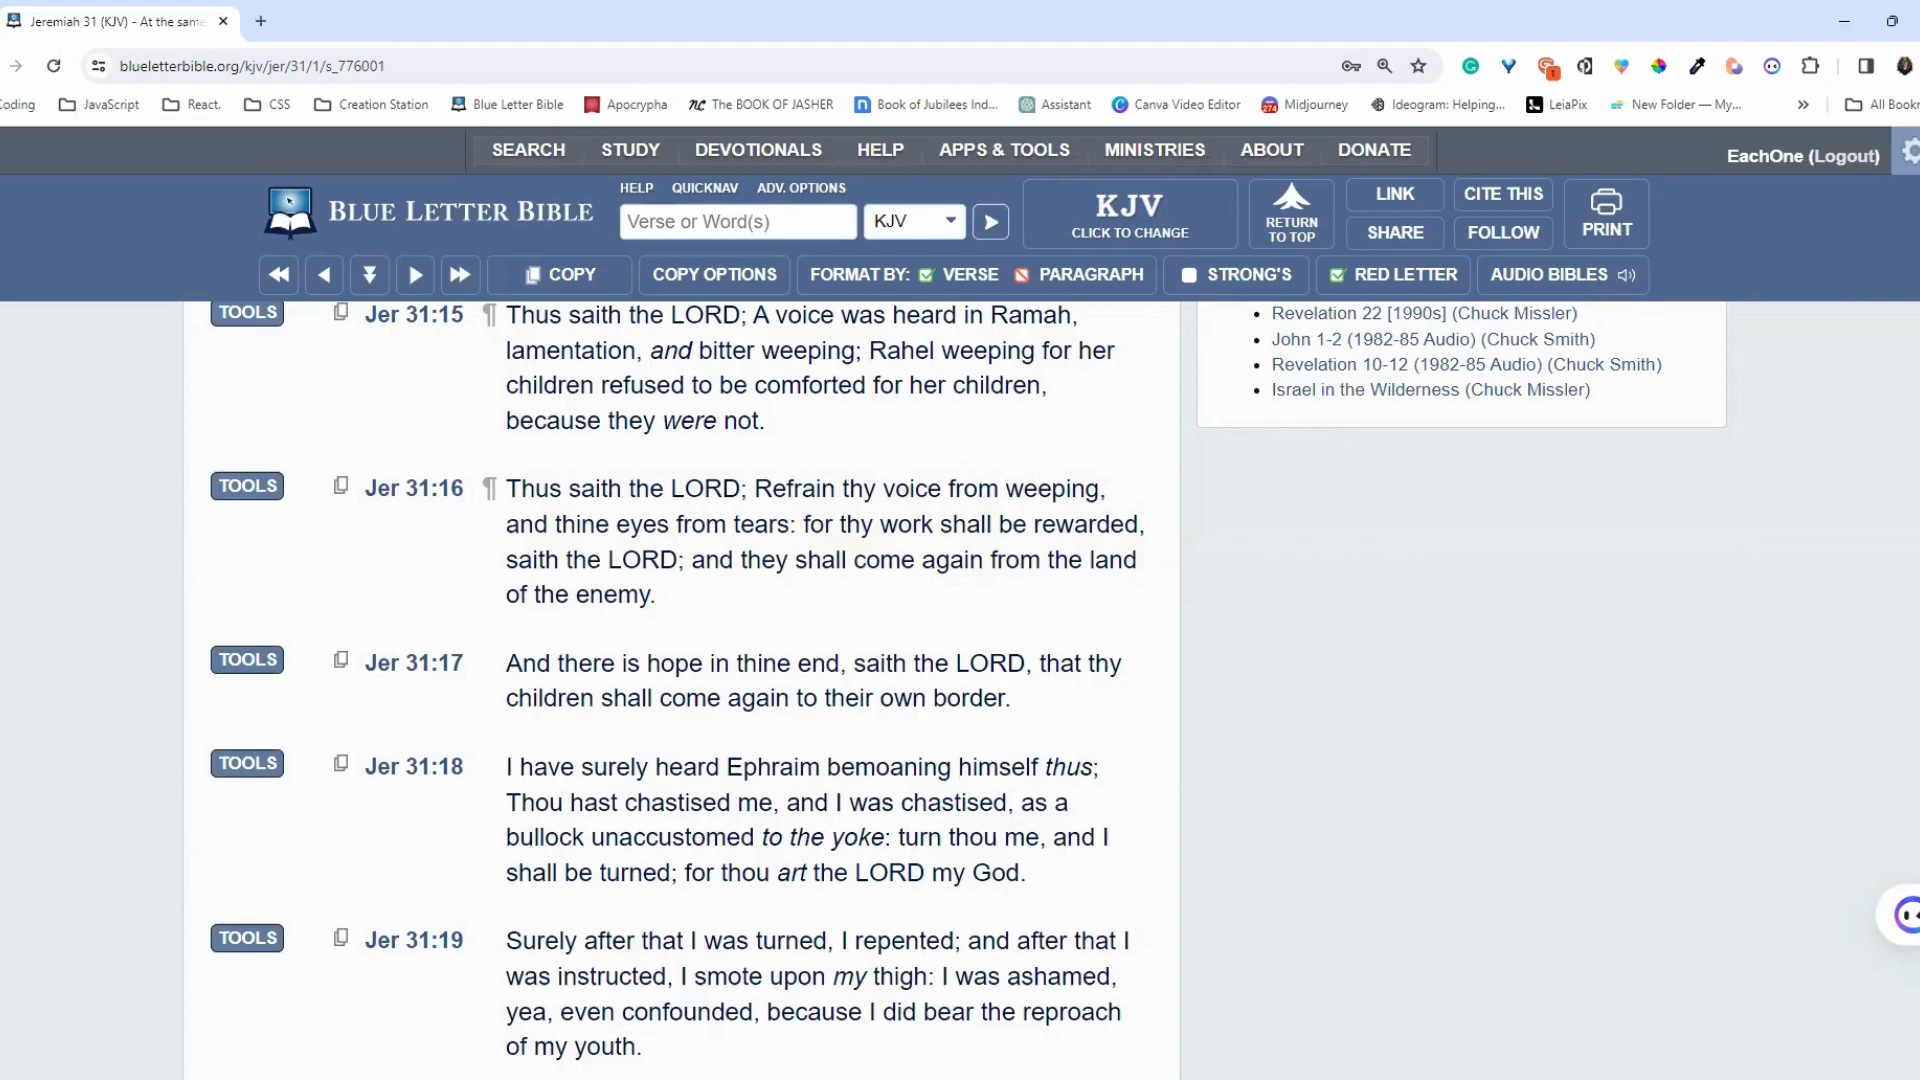 Jeremiah 31 (KJV) - At the same
blueletterbible.org/kjv/jer/31/1/s_776001
1
Coding JavaScript React. CSS Creation Station Blue Letter Bible Apocrypha The BOOK OF JASHER Book of Jubilees Ind... Assistant Canva Video Editor 274 Midjourney Ideogram: Helping... LeiaPix New Folder — My... » All Bookr
SEARCH STUDY DEVOTIONALS HELP APPS & TOOLS MINISTRIES ABOUT DONATE
EachOne (Logout)
BLUE LETTER BIBLE
HELP QUICKNAV ADV. OPTIONS
Verse or Word(s) KJV
KJV
CLICK TO CHANGE
RETURN
TO TOP
LINK CITE THIS
SHARE FOLLOW
PRINT
COPY COPY OPTIONS FORMAT BY: VERSE PARAGRAPH STRONG'S RED LETTER AUDIO BIBLES
TOOLS Jer 31:15 ¶ Thus saith the LORD; A voice was heard in Ramah,
lamentation, and bitter weeping; Rahel weeping for her
children refused to be comforted for her children,
because they were not.
TOOLS Jer 31:16 ¶ Thus saith the LORD; Refrain thy voice from weeping,
and thine eyes from tears: for thy work shall be rewarded,
saith the LORD; and they shall come again from the land
of the enemy.
TOOLS Jer 31:17 And there is hope in thine end, saith the LORD, that thy
children shall come again to their own border.
TOOLS Jer 31:18 I have surely heard Ephraim bemoaning himself thus;
Thou hast chastised me, and I was chastised, as a
bullock unaccustomed to the yoke: turn thou me, and I
shall be turned; for thou art the LORD my God.
TOOLS Jer 31:19 Surely after that I was turned, I repented; and after that I
was instructed, I smote upon my thigh: I was ashamed,
yea, even confounded, because I did bear the reproach
of my youth.
• Revelation 22 [1990s] (Chuck Missler)
• John 1-2 (1982-85 Audio) (Chuck Smith)
• Revelation 10-12 (1982-85 Audio) (Chuck Smith)
• Israel in the Wilderness (Chuck Missler)